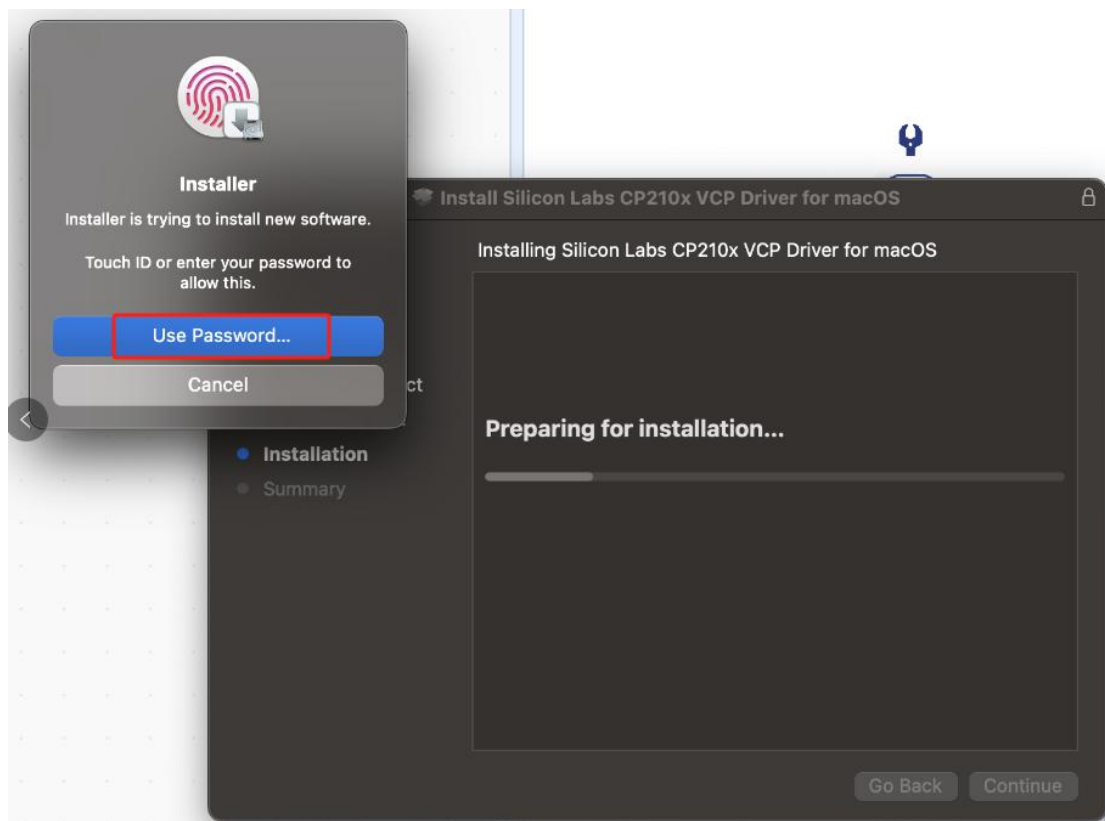 Installer
Installer is trying to install new software.
Touch ID or enter your password to
allow this.
Use Password...
Cancel
Install Silicon Labs CP210x VCP Driver for macOS
Installing Silicon Labs CP210x VCP Driver for macOS
ct
Preparing for installation...
Installation
Summary
Go Back
Continue